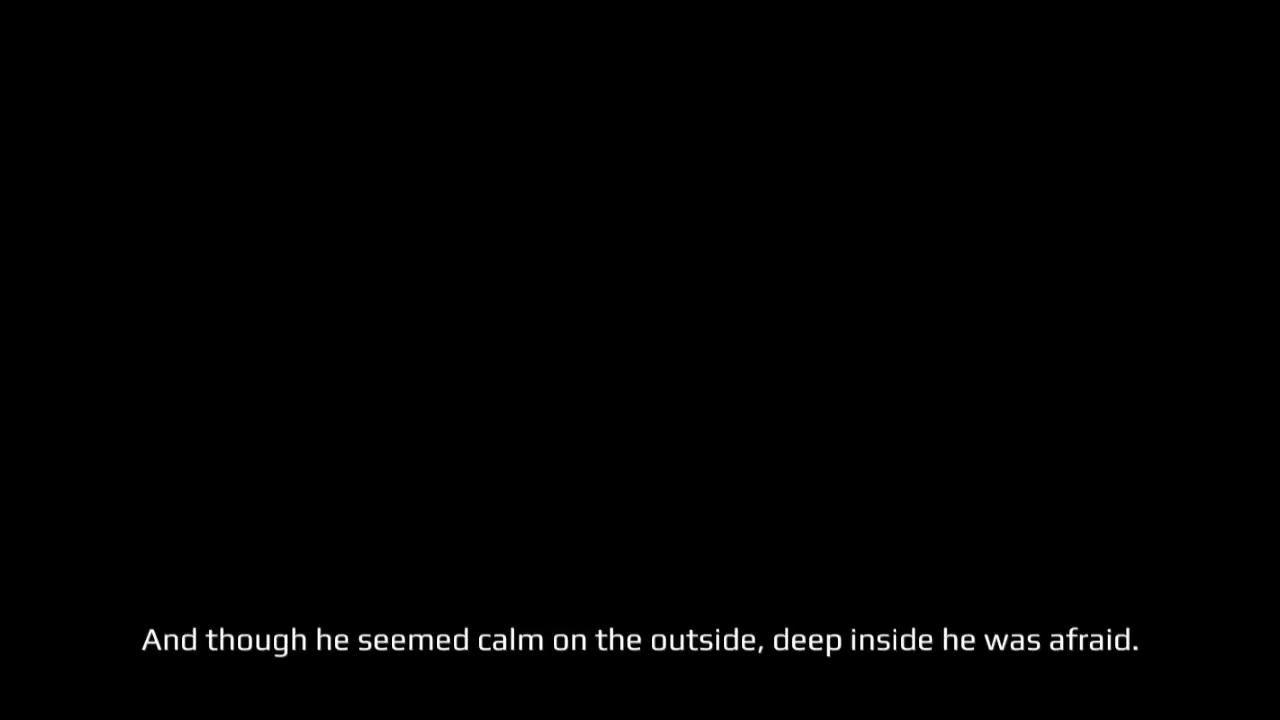 And though he seemed calm on the outside, deep inside he was afraid.